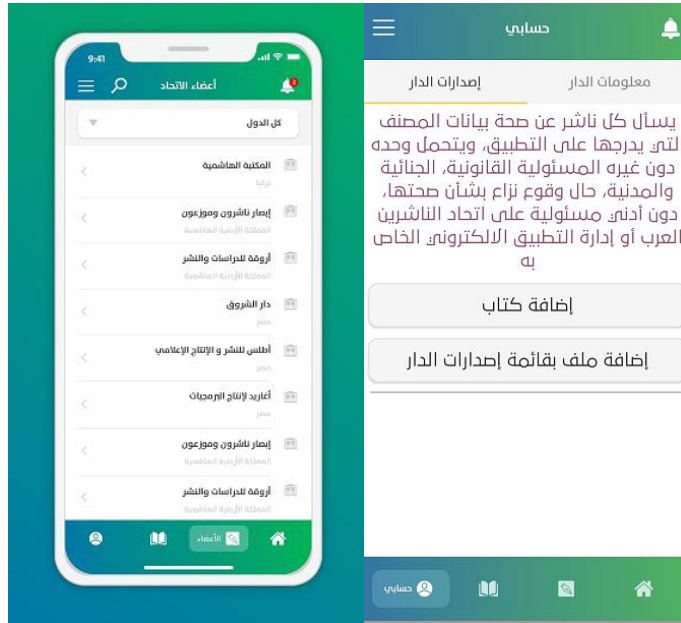 9:41
أعضاء الاتحاد
2
كل الدول
المكتبة الهاشمية
تركيا
إبصار ناشرون وموزعون
المملكة الأردنية الهاشمية
أروقة للدراسات والنشر
المملكة الأردنية الهاشمية
دار الشروق
مصر
أطلس للنشر و الإنتاج الإعلامي
مصر
أغاريد لإنتاج البرمجيات
مصر
إبصار ناشرون وموزعون
المملكة الأردنية الهاشمية
أروقة للدراسات والنشر
المملكة الأردنية الهاشمية
الأعضاء
حسابي
معلومات الدار
إصدارات الدار
يسأل كل ناشر عن صحة بيانات المصنف
لتي يدرجها على التطبيق، ويتحمل وحده
دون غيره المسئولية القانونية، الجنائية
والمدنية، حال وقوع نزاع بشأن صحتها،
دون أدنى مسئولية على اتحاد الناشرين
العرب أو إدارة التطبيق الالكتروني الخاص
به
إضافة كتاب
إضافة ملف بقائمة إصدارات الدار
حسابي